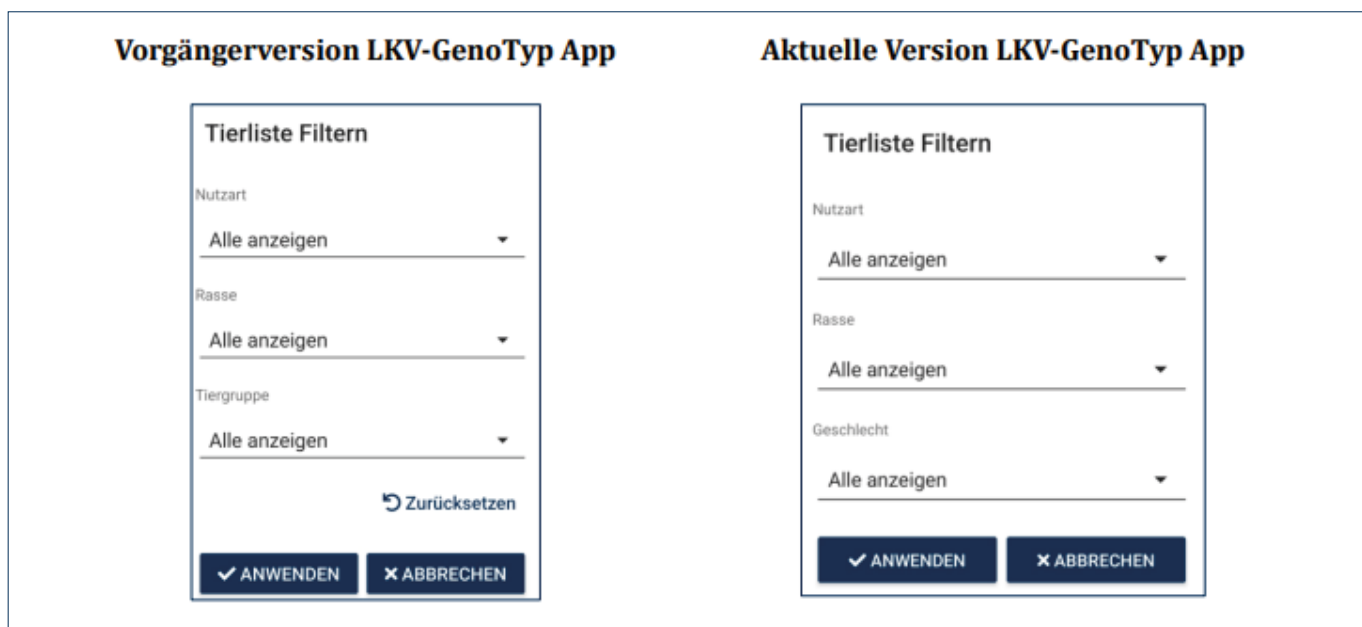 Vorgängerversion LKV-GenoTyp App
Tierliste Filtern
Nutzart
Alle anzeigen
Rasse
Alle anzeigen
Tiergruppe
Alle anzeigen
Zurücksetzen
ANWENDEN
ABBRECHEN
Aktuelle Version LKV-GenoTyp App
Tierliste Filtern
Nutzart
Alle anzeigen
Rasse
Alle anzeigen
Geschlecht
Alle anzeigen
ANWENDEN
ABBRECHEN